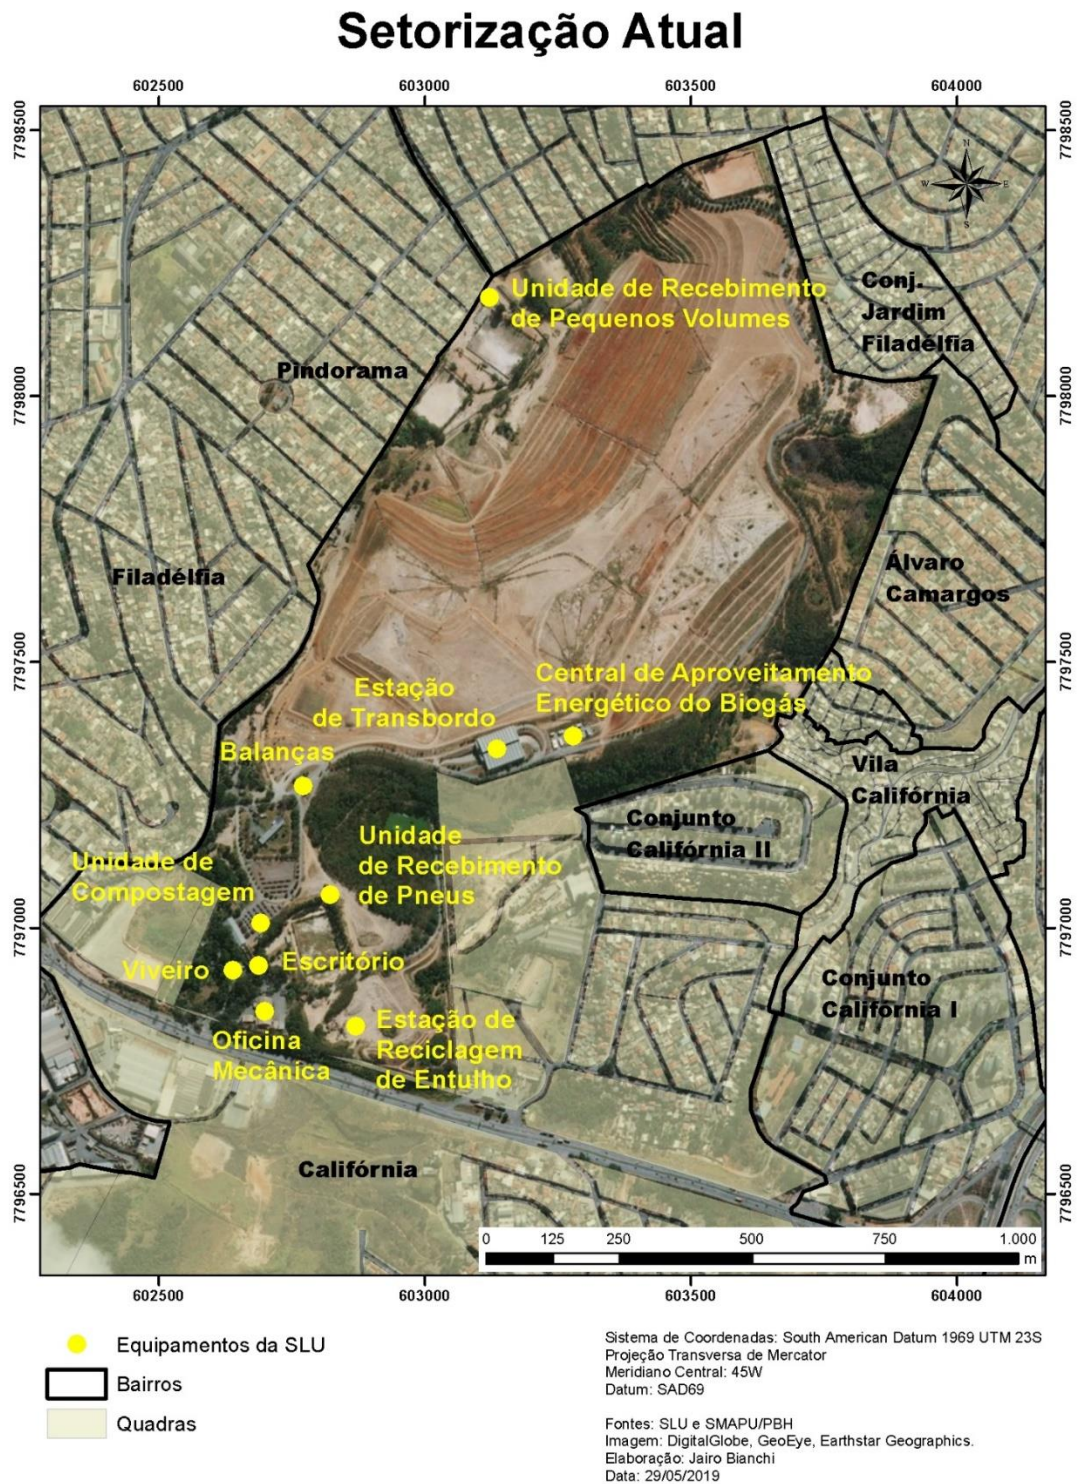 Setorização Atual
602500
603000
603500
604000
7798500
7798500
N
W
E
S
Conj.
Jardim
Filadélfia
Unidade de Recebimento
de Pequenos Volumes
Pindorama
7798000
7798000
Filadélfia
Álvaro
Camargos
7797500
7797500
Central de Aproveitamento
Energético do Biogás
Estação
de Transbordo
Balanças
Vila
Califórnia
Conjunto
Califórnia II
Unidade
de Recebimento
de Pneus
Unidade de
Compostagem
7797000
7797000
Viveiro
Escritório
Conjunto
Califórnia I
Oficina
Mecânica
Estação de
Reciclagem
de Entulho
Califórnia
7796500
7796500
0 125 250 500 750 1.000
m
602500
603000
603500
604000
Equipamentos da SLU
Bairros
Quadras
Sistema de Coordenadas: South American Datum 1969 UTM 23S
Projeção Transversa de Mercator
Meridiano Central: 45W
Datum: SAD69
Fontes: SLU e SMAPU/PBH
Imagem: DigitalGlobe, GeoEye, Earthstar Geographics.
Elaboração: Jairo Bianchi
Data: 29/05/2019